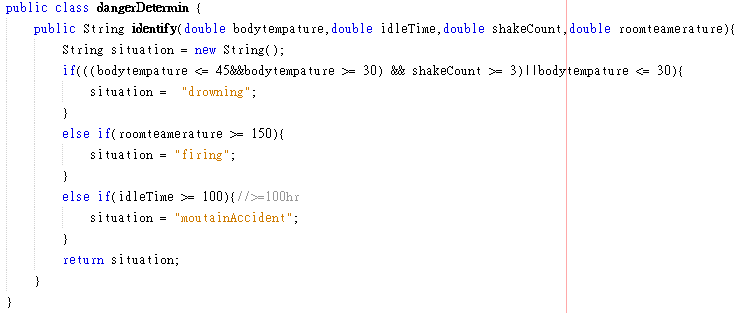 public class dangerDetermin {
public String identify(double bodytempature,double idleTime,double shakeCount,double roomteamerature){
String situation = new String();
if(((bodytempature <= 45&&bodytempature >= 30) && shakeCount >= 3)||bodytempature <= 30){
situation =  "drowning";
}
else if(roomteamerature >= 150){
situation = "firing";
}
else if(idleTime >= 100){//>=100hr
situation = "moutainAccident";
}
return situation;
}
}